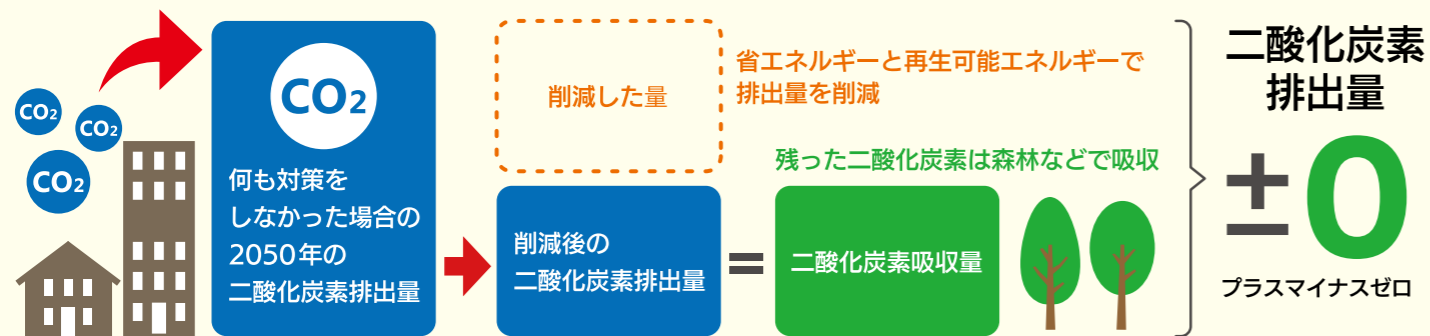 CO2
CO2
CO2
CO2
何も対策を
しなかった場合の
2050年の
二酸化炭素排出量
削減した量
省エネルギーと再生可能エネルギーで
排出量を削減
削減後の
二酸化炭素排出量
=
残った二酸化炭素は森林などで吸収
二酸化炭素吸収量
二酸化炭素
排出量
±0
プラスマイナスゼロ